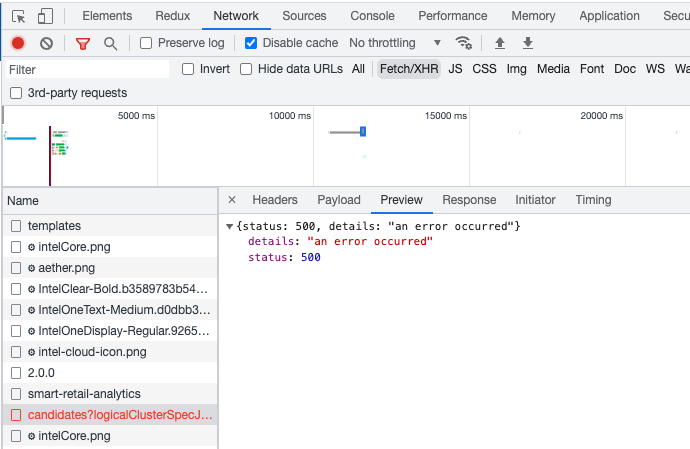 Elements Redux Network Sources Console Performance Memory Application Secu
Preserve log Disable cache No throttling
Filter Invert Hide data URLs All Fetch/XHR JS CSS Img Media Font Doc WS Wa
3rd-party requests
5000 ms 10000 ms 15000 ms 20000 ms
Name × Headers Payload Preview Response Initiator Timing
templates
intelCore.png
aether.png
IntelClear-Bold.b3589783b54...
IntelOneText-Medium.d0dbb3...
IntelOneDisplay-Regular.9265...
intel-cloud-icon.png
2.0.0
smart-retail-analytics
candidates?logicalClusterSpecJ...
intelCore.png
{status: 500, details: "an error occurred"}
details: "an error occurred"
status: 500